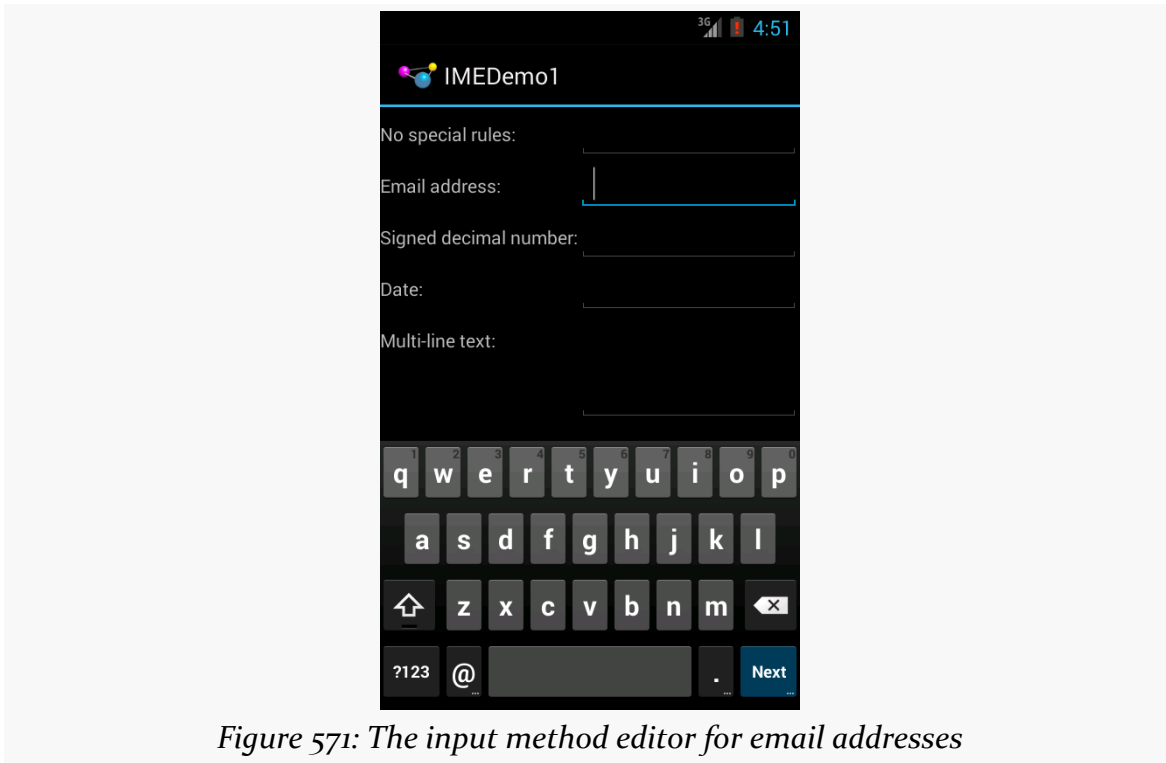 3G 4:51
IMEDemo1
No special rules:
Email address:
Signed decimal number:
Date:
Multi-line text:
1 2 3 4 5 6 7 8 9 0
q w e r t y u i o p
a s d f g h j k l
z x c v b n m
?123 @ . Next
Figure 571: The input method editor for email addresses